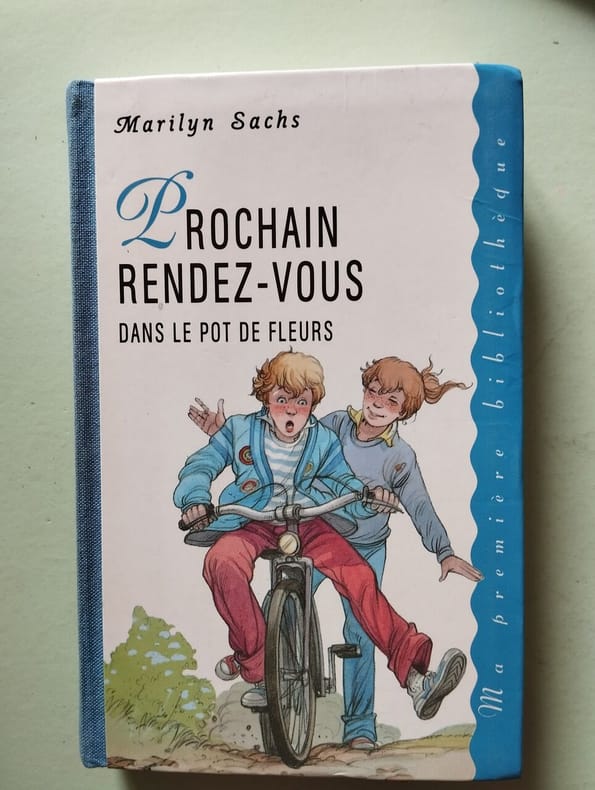 Marilyn Sachs
PROCHAIN
RENDEZ-VOUS
DANS LE POT DE FLEURS
Ma première bibliothèque